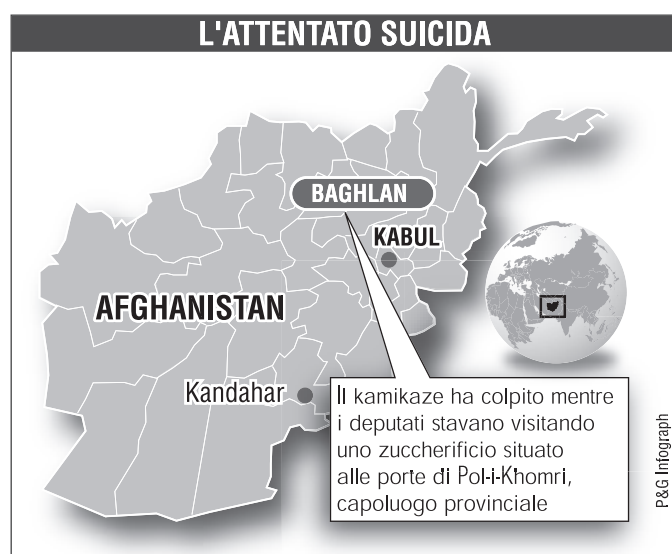 L'ATTENTATO SUICIDA
BAGHLAN
KABUL
AFGHANISTAN
Kandahar
Il kamikaze ha colpito mentre
i deputati stavano visitando
uno zuccherificio situato
alle porte di Pol-i-Khomri,
capoluogo provinciale
P&G Infograph